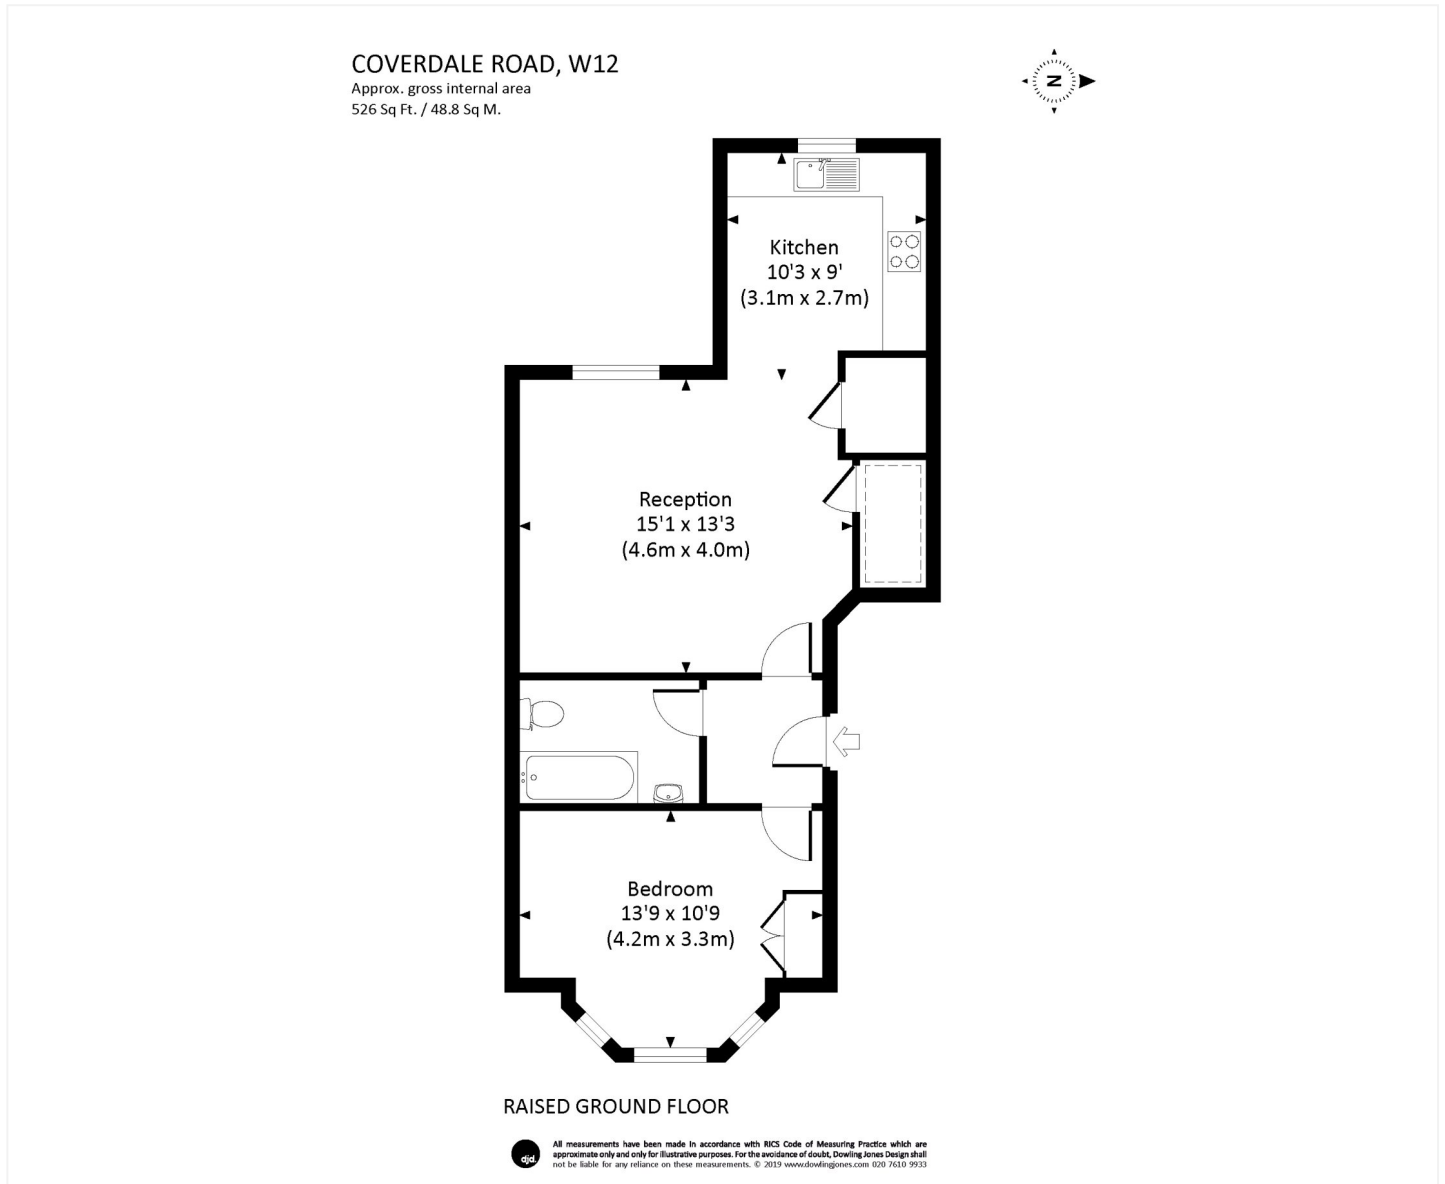 COVERDALE ROAD, W12
Approx. gross internal area
526 Sq Ft. / 48.8 Sq M.
N
Kitchen
10'3 x 9'
(3.1m x 2.7m)
Reception
15'1 x 13'3
(4.6m x 4.0m)
Bedroom
13'9 x 10'9
(4.2m x 3.3m)
RAISED GROUND FLOOR
djd.
All measurements have been made in accordance with RICS Code of Measuring Practice which are
approximate only and only for illustrative purposes. For the avoidance of doubt, Dowling Jones Design shall
not be liable for any reliance on these measurements. © 2019 www.dowlingjones.com 020 7610 9933